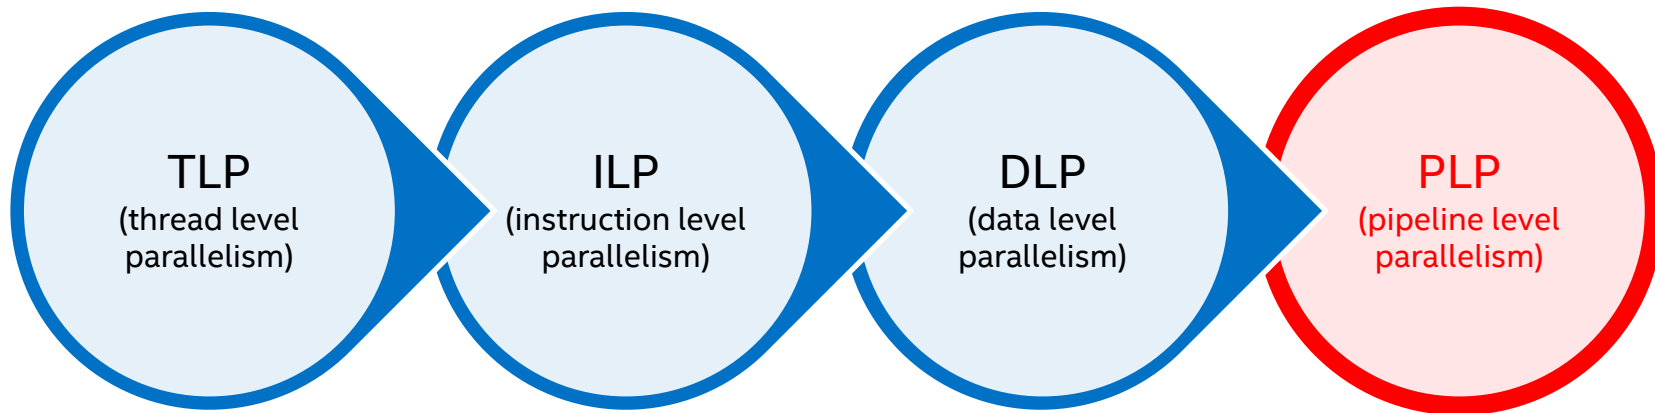 TLP
(thread level
parallelism)
ILP
(instruction level
parallelism)
DLP
(data level
parallelism)
PLP
(pipeline level
parallelism)